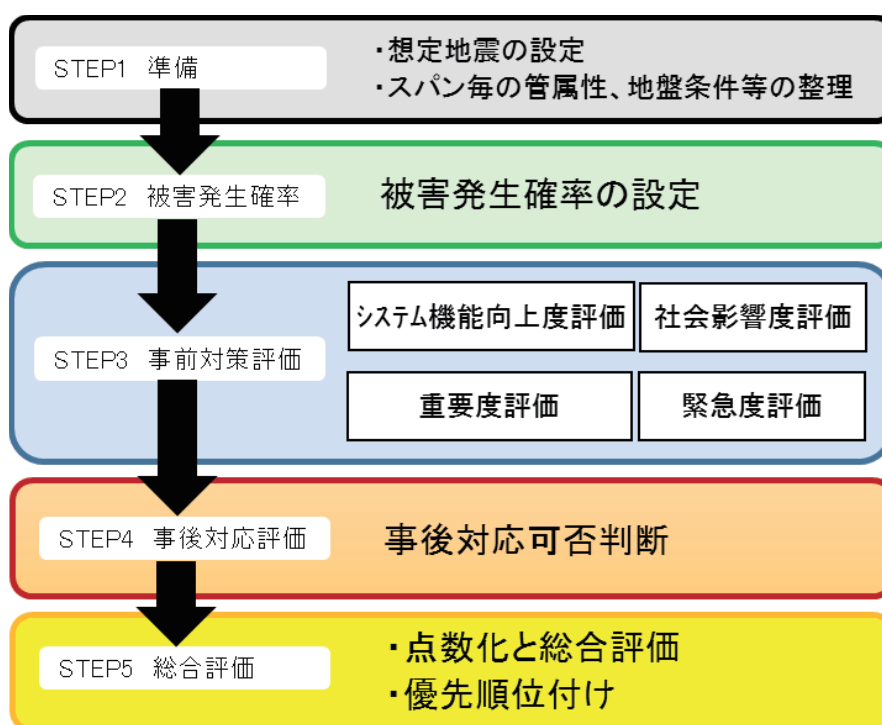 STEP1 準備
・想定地震の設定
・スパン毎の管属性、地盤条件等の整理
STEP2 被害発生確率
被害発生確率の設定
STEP3 事前対策評価
システム機能向上度評価
社会影響度評価
重要度評価
緊急度評価
STEP4 事後対応評価
事後対応可否判断
STEP5 総合評価
・点数化と総合評価
・優先順位付け